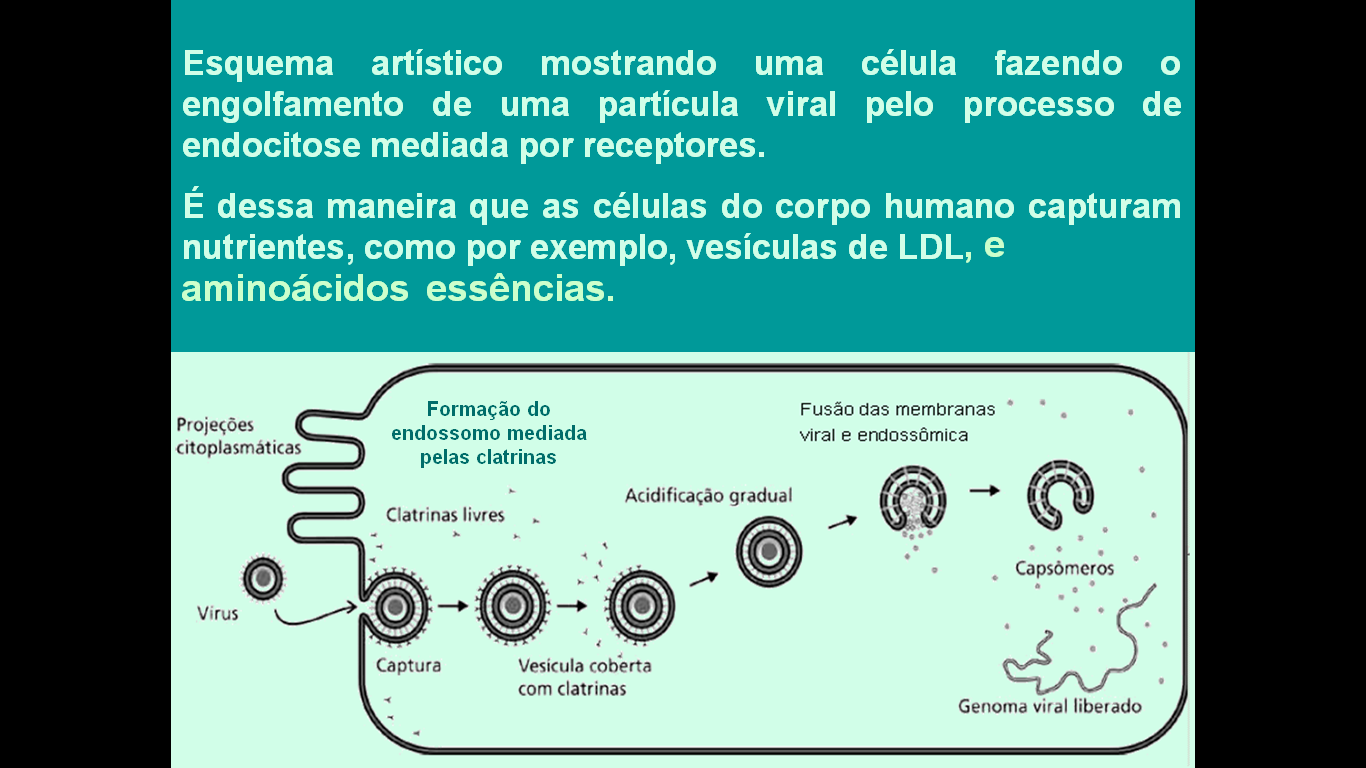 Esquema artístico mostrando uma célula fazendo o
engolfamento de uma partícula viral pelo processo de
endocitose mediada por receptores.
É dessa maneira que as células do corpo humano capturam
nutrientes, como por exemplo, vesículas de LDL, e
aminoácidos essências.
Projeções
citoplasmáticas
Formação do
endossomo mediada
pelas clatrinas
Fusão das membranas
viral e endossômica
Clatrinas livres
Acidificação gradual
Vírus
Captura
Vesícula coberta
com clatrinas
Capsômeros
Genoma viral liberado